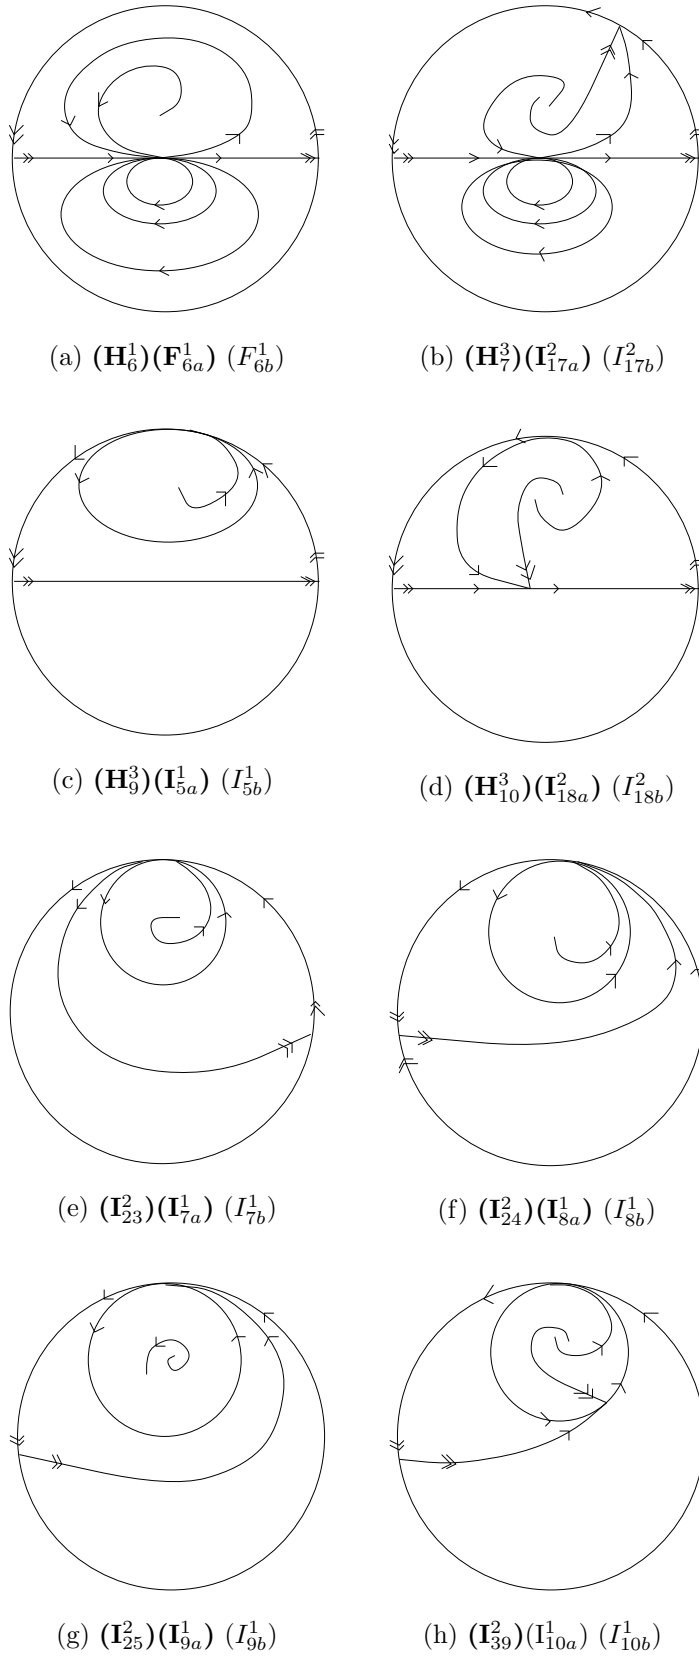 (a) (H^1_6)(F^1_{6a}) (F^1_{6b})
(b) (H^3_7)(I^2_{17a}) (I^2_{17b})
(c) (H^3_9)(I^1_{5a}) (I^1_{5b})
(d) (H^3_{10})(I^2_{18a}) (I^2_{18b})
(e) (I^2_{23})(I^1_{7a}) (I^1_{7b})
(f) (I^2_{24})(I^1_{8a}) (I^1_{8b})
(g) (I^2_{25})(I^1_{9a}) (I^1_{9b})
(h) (I^2_{39})(I^1_{10a}) (I^1_{10b})